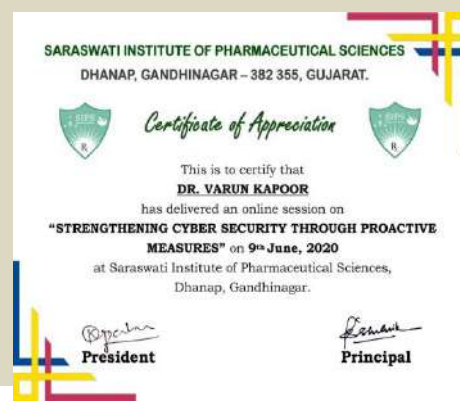 SARASWATI INSTITUTE OF PHARMACEUTICAL SCIENCES
DHANAP, GANDHINAGAR – 382 355, GUJARAT.
SIPS
SIPS
Certificate of Appreciation
℞
℞
This is to certify that
DR. VARUN KAPOOR
has delivered an online session on
"STRENGTHENING CYBER SECURITY THROUGH PROACTIVE
MEASURES" on 9th June, 2020
at Saraswati Institute of Pharmaceutical Sciences,
Dhanap, Gandhinagar.
President
Principal